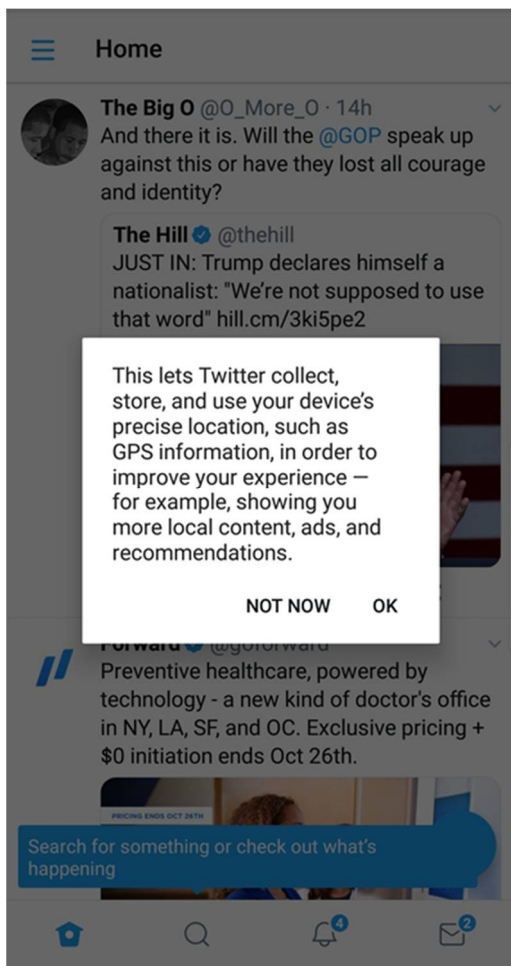 Home
The Big O @O_More_O · 14h
And there it is. Will the @GOP speak up
against this or have they lost all courage
and identity?
The Hill @thehill
JUST IN: Trump declares himself a
nationalist: "We're not supposed to use
that word" hill.cm/3ki5pe2
This lets Twitter collect,
store, and use your device's
precise location, such as
GPS information, in order to
improve your experience —
for example, showing you
more local content, ads, and
recommendations.
NOT NOW OK
Forward @goforward
Preventive healthcare, powered by
technology - a new kind of doctor's office
in NY, LA, SF, and OC. Exclusive pricing +
$0 initiation ends Oct 26th.
PRICING ENDS OCT 26TH
Search for something or check out what's
happening
4 2